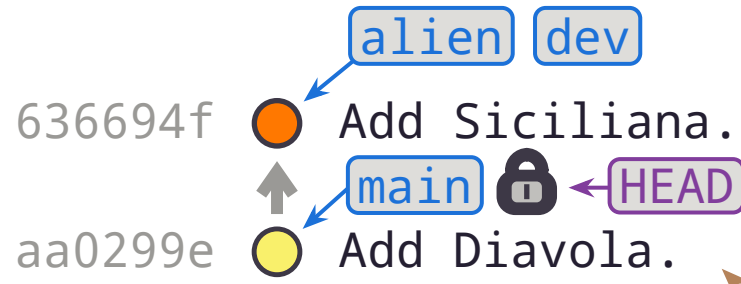 alien dev
636694f Add Siciliana.
main HEAD
aa0299e Add Diavola.